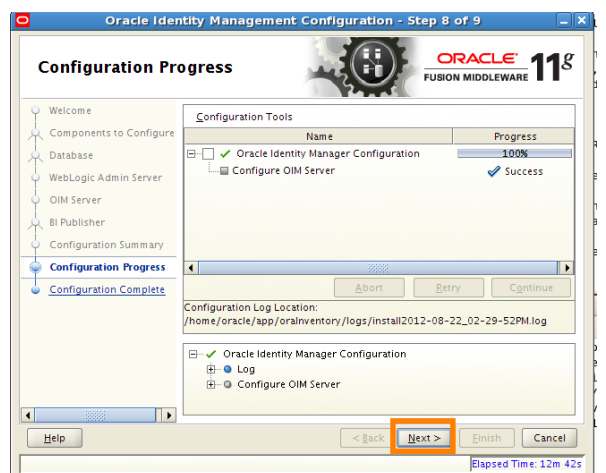 Oracle Identity Management Configuration - Step 8 of 9
Configuration Progress
ORACLE
FUSION MIDDLEWARE 11g
Welcome
Components to Configure
Database
WebLogic Admin Server
OIM Server
BI Publisher
Configuration Summary
Configuration Progress
Configuration Complete
Configuration Tools
Name Progress
Oracle Identity Manager Configuration 100%
Configure OIM Server Success
Abort Retry Continue
Configuration Log Location:
/home/oracle/app/oraInventory/logs/install2012-08-22_02-29-52PM.log
Oracle Identity Manager Configuration
Log
Configure OIM Server
Help < Back Next > Finish Cancel
Elapsed Time: 12m 42s